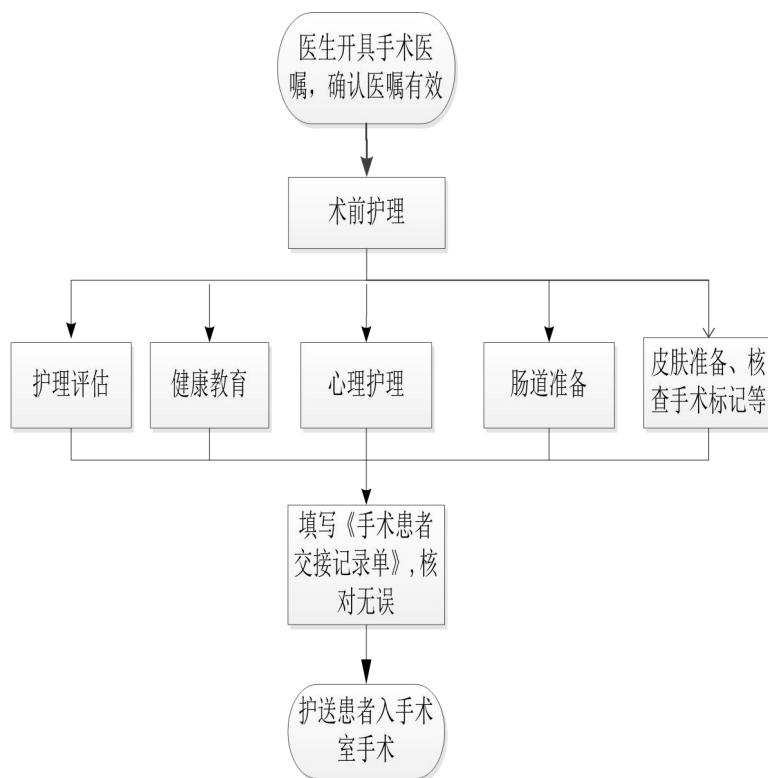 医生开具手术医
嘱，确认医嘱有效
术前护理
护理评估
健康教育
心理护理
肠道准备
皮肤准备、核
查手术标记等
填写《手术患者
交接记录单》,核
对无误
护送患者入手术
室手术